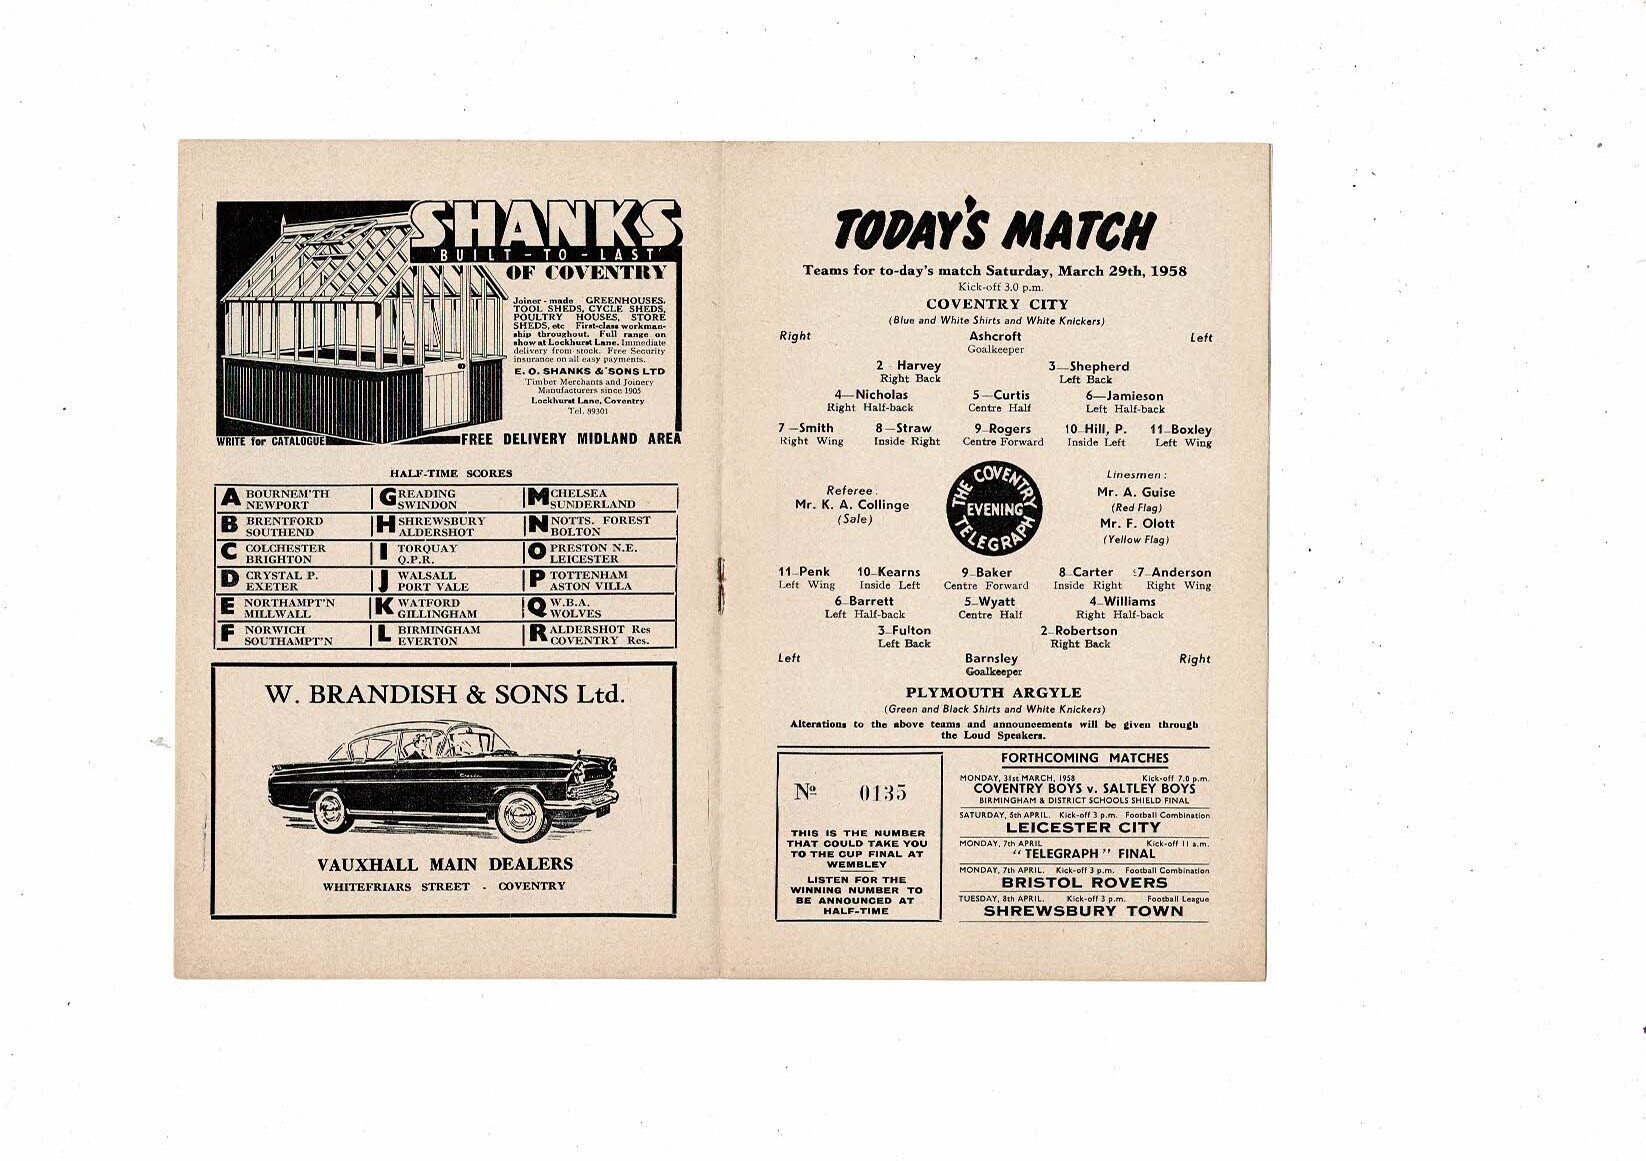 SHANKS
'BUILT-TO-LAST'
OF COVENTRY
Joiner-made GREENHOUSES,
TOOL SHEDS, CYCLE SHEDS,
POULTRY HOUSES, STORE
SHEDS, etc First-class workman-
ship throughout. Full range on
show at Lockhurst Lane. Immediate
delivery from stock. Free Security
insurance on all easy payments.
E. O. SHANKS & SONS LTD
Timber Merchants and Joinery
Manufacturers since 1905
Lockhurst Lane, Coventry
Tel. 89301
WRITE for CATALOGUE
FREE DELIVERY MIDLAND AREA
HALF-TIME SCORES
A BOURNEM'TH
NEWPORT
B BRENTFORD
SOUTHEND
C COLCHESTER
BRIGHTON
D CRYSTAL P.
EXETER
E NORTHAMPT'N
MILLWALL
F NORWICH
SOUTHAMPT'N
G READING
SWINDON
H SHREWSBURY
ALDERSHOT
I TORQUAY
Q.P.R.
J WALSALL
PORT VALE
K WATFORD
GILLINGHAM
L BIRMINGHAM
EVERTON
M CHELSEA
SUNDERLAND
N NOTTS. FOREST
BOLTON
O PRESTON N.E.
LEICESTER
P TOTTENHAM
ASTON VILLA
Q W.B.A.
WOLVES
R ALDERSHOT Res
COVENTRY Res.
W. BRANDISH & SONS Ltd.
VAUXHALL MAIN DEALERS
WHITEFRIARS STREET - COVENTRY
TODAY'S MATCH
Teams for to-day's match Saturday, March 29th, 1958
Kick-off 3.0 p.m.
COVENTRY CITY
(Blue and White Shirts and White Knickers)
Right Ashcroft Left
Goalkeeper
2 Harvey 3—Shepherd
Right Back Left Back
4—Nicholas 5—Curtis 6—Jamieson
Right Half-back Centre Half Left Half-back
7—Smith 8—Straw 9—Rogers 10—Hill, P. 11—Boxley
Right Wing Inside Right Centre Forward Inside Left Left Wing
Referee:
Mr. K. A. Collinge
(Sale)
THE COVENTRY
EVENING
TELEGRAPH
Linesmen:
Mr. A. Guise
(Red Flag)
Mr. F. Olott
(Yellow Flag)
11—Penk 10—Kearns 9—Baker 8—Carter 7—Anderson
Left Wing Inside Left Centre Forward Inside Right Right Wing
6—Barrett 5—Wyatt 4—Williams
Left Half-back Centre Half Right Half-back
3—Fulton 2—Robertson
Left Back Right Back
Left Barnsley Right
Goalkeeper
PLYMOUTH ARGYLE
(Green and Black Shirts and White Knickers)
Alterations to the above teams and announcements will be given through
the Loud Speakers.
Nº 0135
THIS IS THE NUMBER
THAT COULD TAKE YOU
TO THE CUP FINAL AT
WEMBLEY
LISTEN FOR THE
WINNING NUMBER TO
BE ANNOUNCED AT
HALF-TIME
FORTHCOMING MATCHES
MONDAY, 31st MARCH, 1958 Kick-off 7.0 p.m.
COVENTRY BOYS v. SALTLEY BOYS
BIRMINGHAM & DISTRICT SCHOOLS SHIELD FINAL
SATURDAY, 5th APRIL. Kick-off 3 p.m. Football Combination
LEICESTER CITY
MONDAY, 7th APRIL Kick-off 11 a.m.
"TELEGRAPH" FINAL
MONDAY, 7th APRIL. Kick-off 3 p.m. Football Combination
BRISTOL ROVERS
TUESDAY, 8th APRIL. Kick-off 3 p.m. Football League
SHREWSBURY TOWN